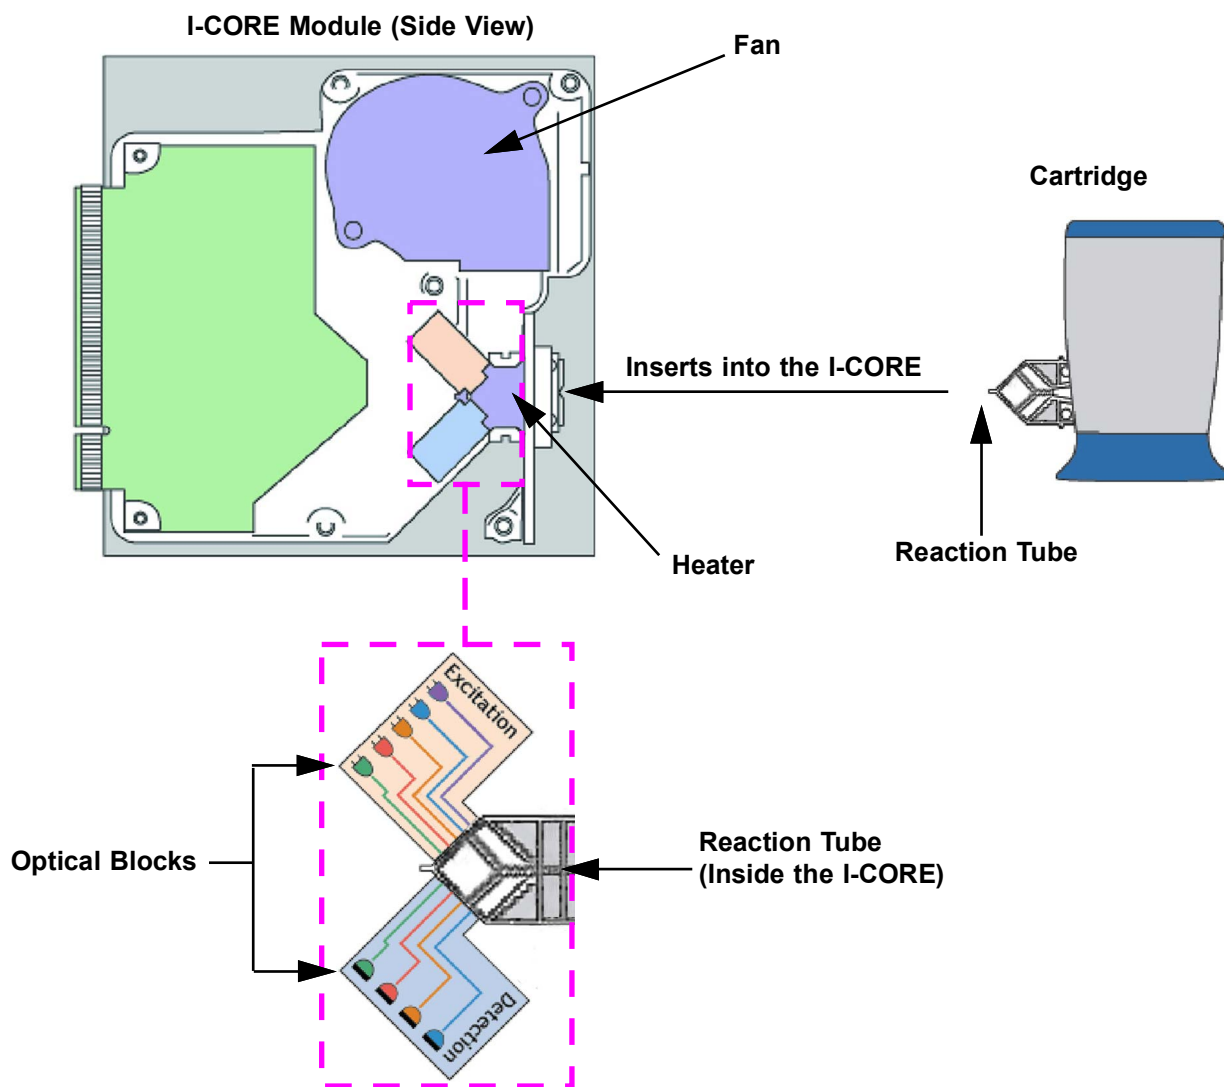 I-CORE Module (Side View)
Fan
Cartridge
Inserts into the I-CORE
Heater
Reaction Tube
Excitation
Optical Blocks
Reaction Tube
(Inside the I-CORE)
Detection